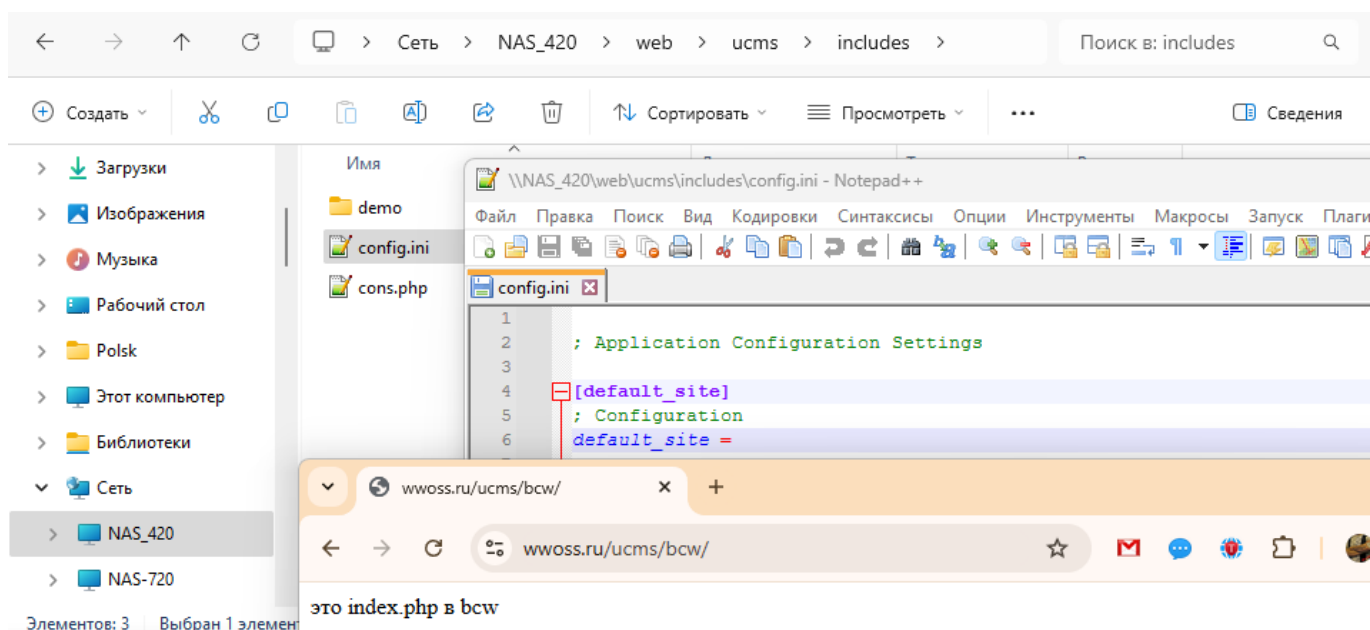 Сеть > NAS_420 > web > ucms > includes >
Поиск в: includes
Создать
Сортировать
Просмотреть
Сведения
Загрузки
Изображения
Музыка
Рабочий стол
Polsk
Этот компьютер
Библиотеки
Сеть
NAS_420
NAS-720
Элементов: 3
Выбран 1 элемен
Имя
demo
config.ini
cons.php
\\NAS_420\web\ucms\includes\config.ini - Notepad++
Файл Правка Поиск Вид Кодировки Синтаксисы Опции Инструменты Макросы Запуск Плаги
config.ini
1
2 ; Application Configuration Settings
3
4 [default_site]
5 ; Configuration
6 default_site =
wwoss.ru/ucms/bcw/
wwoss.ru/ucms/bcw/
это index.php в bcw